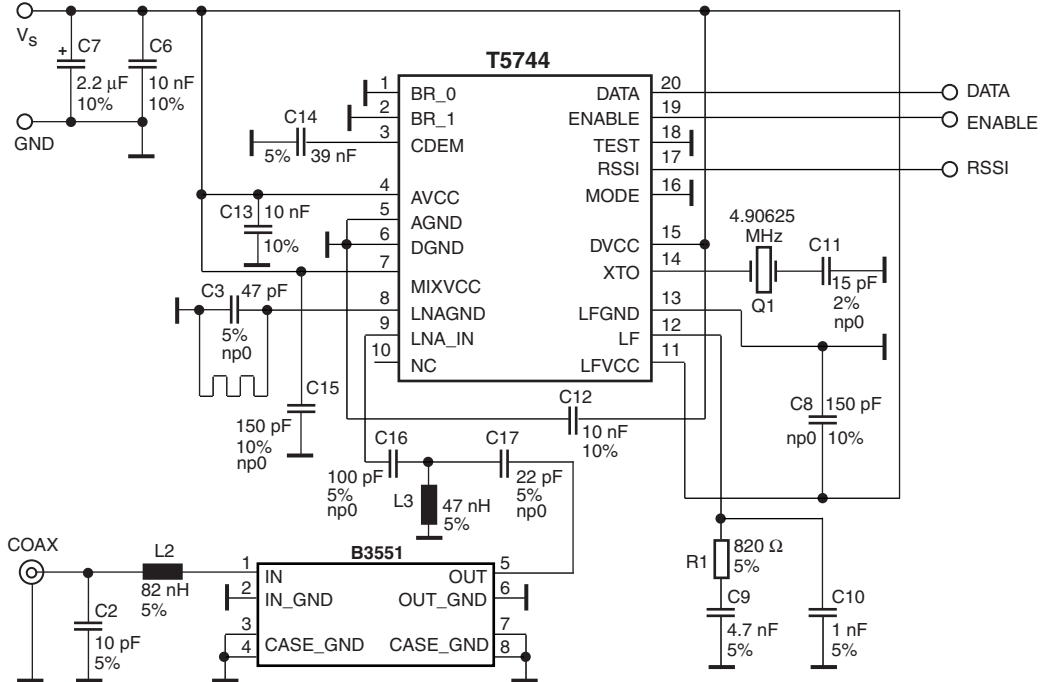 V_S
+
C7
2.2 μF
10%
C6
10 nF
10%
GND
T5744
1
BR_0
2
BR_1
3
CDEM
4
AVCC
5
AGND
6
DGND
7
MIXVCC
8
LNAGND
9
LNA_IN
10
NC
20
DATA
19
ENABLE
18
TEST
17
RSSI
16
MODE
15
DVCC
14
XTO
13
LFGND
12
LF
11
LFVCC
DATA
ENABLE
RSSI
C14
5%
39 nF
C13
10 nF
10%
C3
47 pF
5%
np0
C15
150 pF
10%
np0
4.90625
MHz
Q1
C11
15 pF
2%
np0
C12
10 nF
10%
C8
150 pF
np0
10%
C16
100 pF
5%
np0
C17
22 pF
5%
np0
L3
47 nH
5%
COAX
L2
82 nH
5%
C2
10 pF
5%
B3551
1
IN
2
IN_GND
3
4
CASE_GND
5
OUT
6
OUT_GND
7
CASE_GND
8
R1
820 Ω
5%
C9
4.7 nF
5%
C10
1 nF
5%